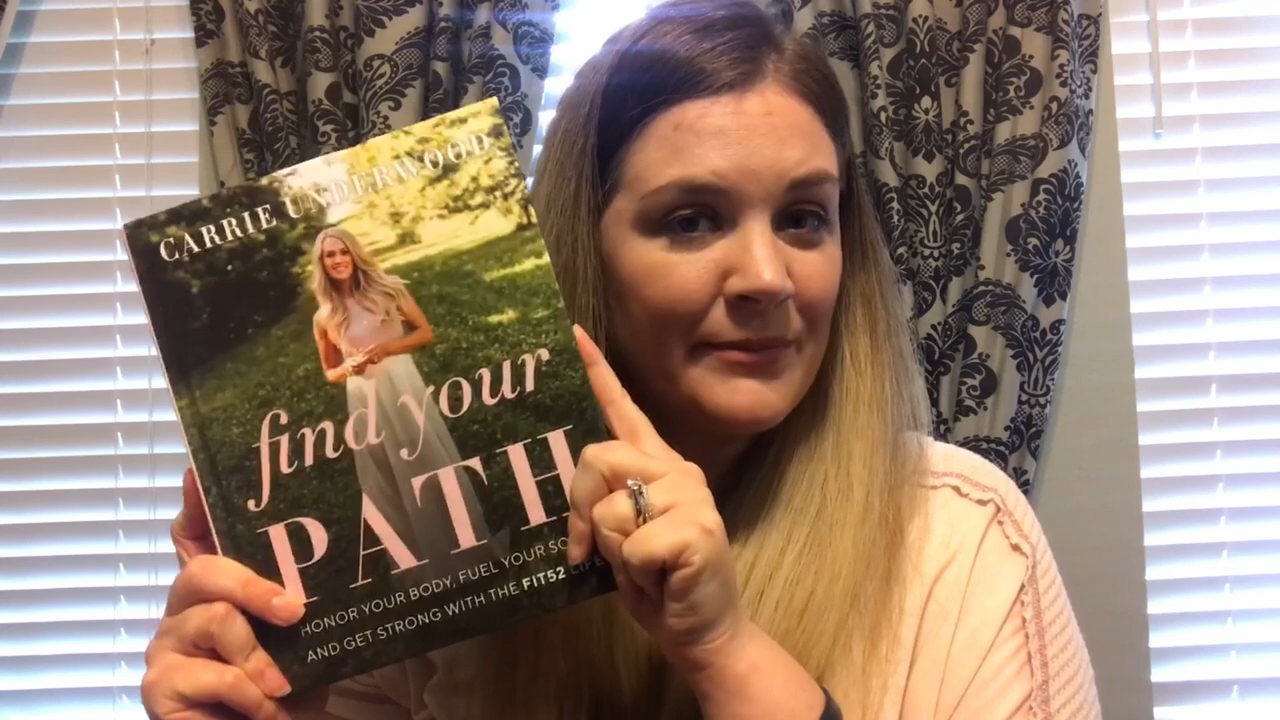 CARRIE UNDERWOOD
find your
PATH
HONOR YOUR BODY, FUEL YOUR
AND GET STRONG WITH THE FIT52